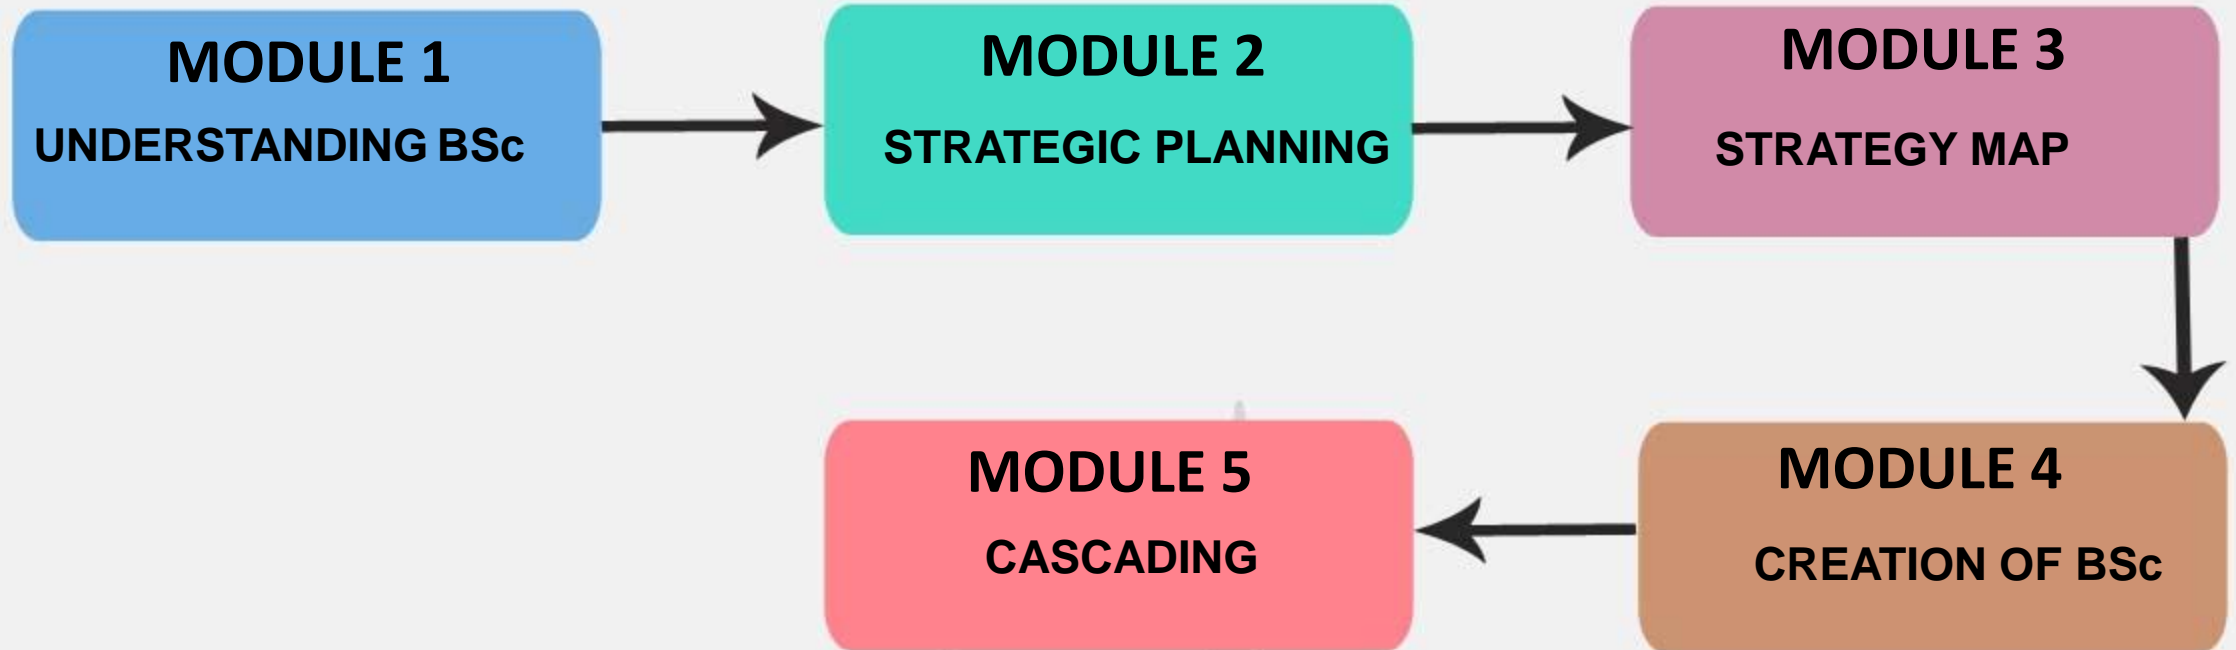 MODULE 1
UNDERSTANDING BSc
MODULE 2
STRATEGIC PLANNING
MODULE 3
STRATEGY MAP
MODULE 4
CREATION OF BSc
MODULE 5
CASCADING